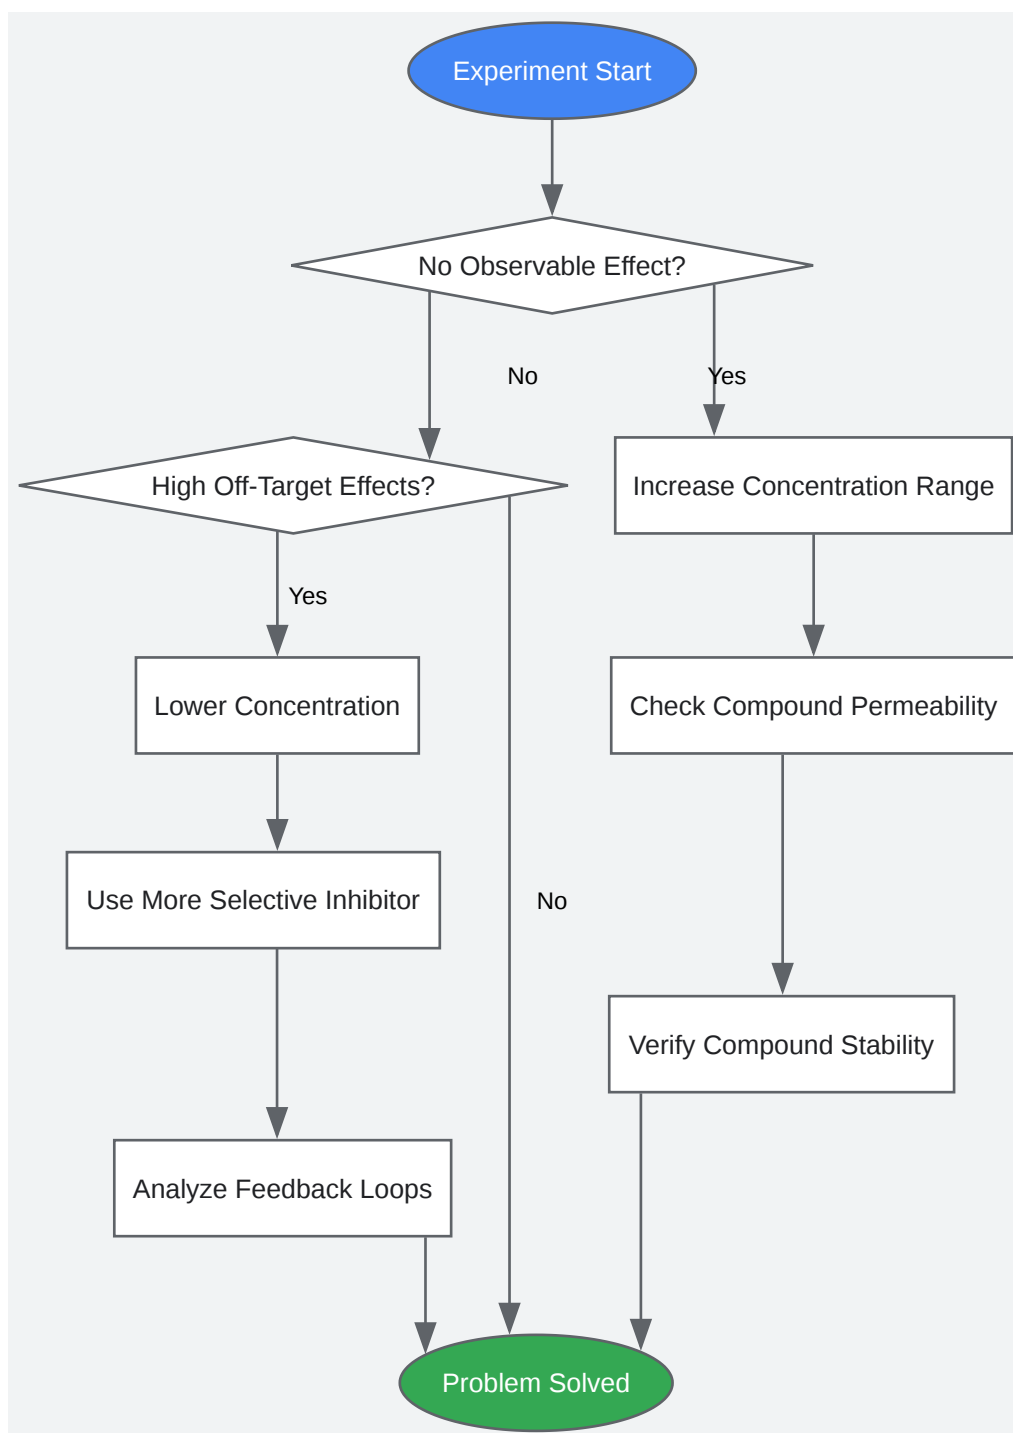 Experiment Start
No Observable Effect?
No
Yes
High Off-Target Effects?
Increase Concentration Range
Yes
Lower Concentration
Check Compound Permeability
Use More Selective Inhibitor
No
Verify Compound Stability
Analyze Feedback Loops
Problem Solved